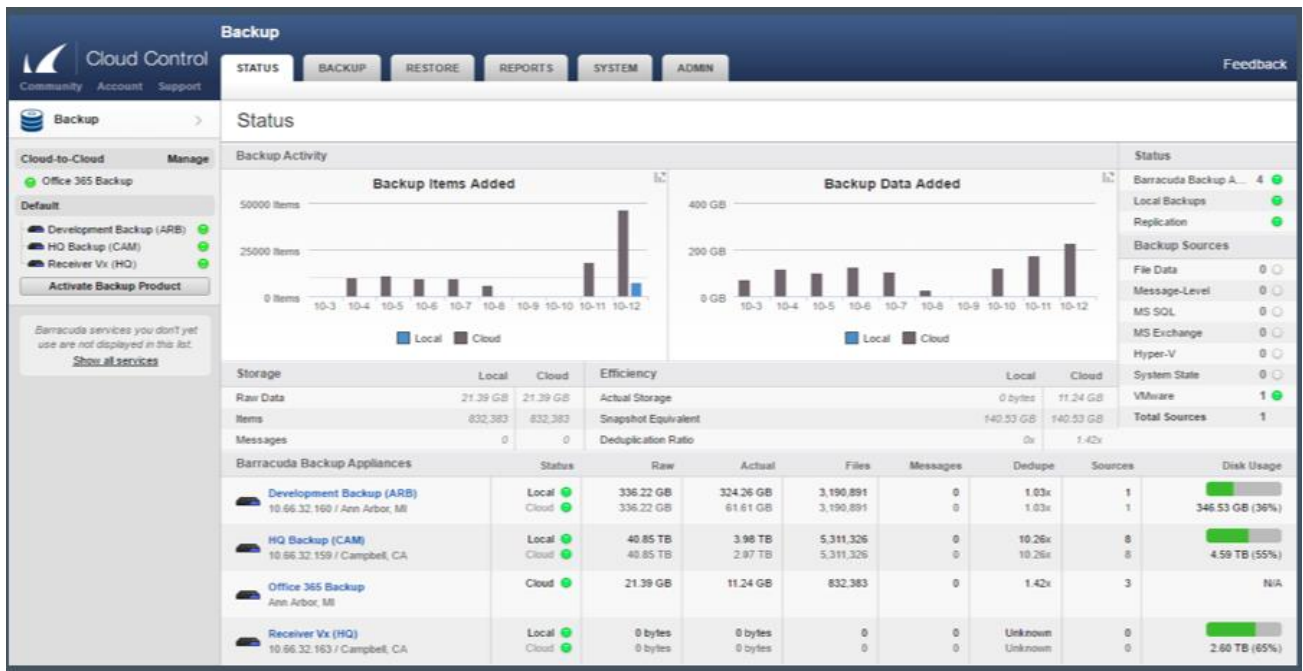 Backup
Cloud Control
Community Account Support
STATUS BACKUP RESTORE REPORTS SYSTEM ADMIN
Feedback
Backup
Cloud-to-Cloud Manage
Office 365 Backup
Default
Development Backup (ARB)
HQ Backup (CAM)
Receiver Vx (HQ)
Activate Backup Product
Barracuda services you don't yet
use are not displayed in this list.
Show all services
Status
Backup Activity
Backup Items Added
50000 Items
25000 Items
0 Items
10-3 10-4 10-5 10-6 10-7 10-8 10-9 10-10 10-11 10-12
Local Cloud
Backup Data Added
400 GB
200 GB
0 GB
10-3 10-4 10-5 10-6 10-7 10-8 10-9 10-10 10-11 10-12
Local Cloud
Status
Barracuda Backup A... 4
Local Backups
Replication
Backup Sources
File Data 0
Message-Level 0
MS SQL 0
MS Exchange 0
Hyper-V 0
System State 0
VMware 1
Total Sources 1
Storage Local Cloud
Raw Data 21.39 GB 21.39 GB
Items 832,383 832,383
Messages 0 0
Efficiency Local Cloud
Actual Storage 0 bytes 11.24 GB
Snapshot Equivalent 140.53 GB 140.53 GB
Deduplication Ratio 0x 1.42x
Barracuda Backup Appliances Status Raw Actual Files Messages Dedupe Sources Disk Usage
Development Backup (ARB) Local 336.22 GB 324.26 GB 3,190,891 0 1.03x 1
10.66.32.160 / Ann Arbor, MI Cloud 336.22 GB 61.61 GB 3,190,891 0 1.03x 1 346.53 GB (36%)
HQ Backup (CAM) Local 40.85 TB 3.98 TB 5,311,326 0 10.26x 8
10.66.32.159 / Campbell, CA Cloud 40.85 TB 2.97 TB 5,311,326 0 10.26x 8 4.59 TB (55%)
Office 365 Backup Cloud 21.39 GB 11.24 GB 832,383 0 1.42x 3 N/A
Ann Arbor, MI
Receiver Vx (HQ) Local 0 bytes 0 bytes 0 0 Unknown 0
10.66.32.163 / Campbell, CA Cloud 0 bytes 0 bytes 0 0 Unknown 0 2.60 TB (65%)